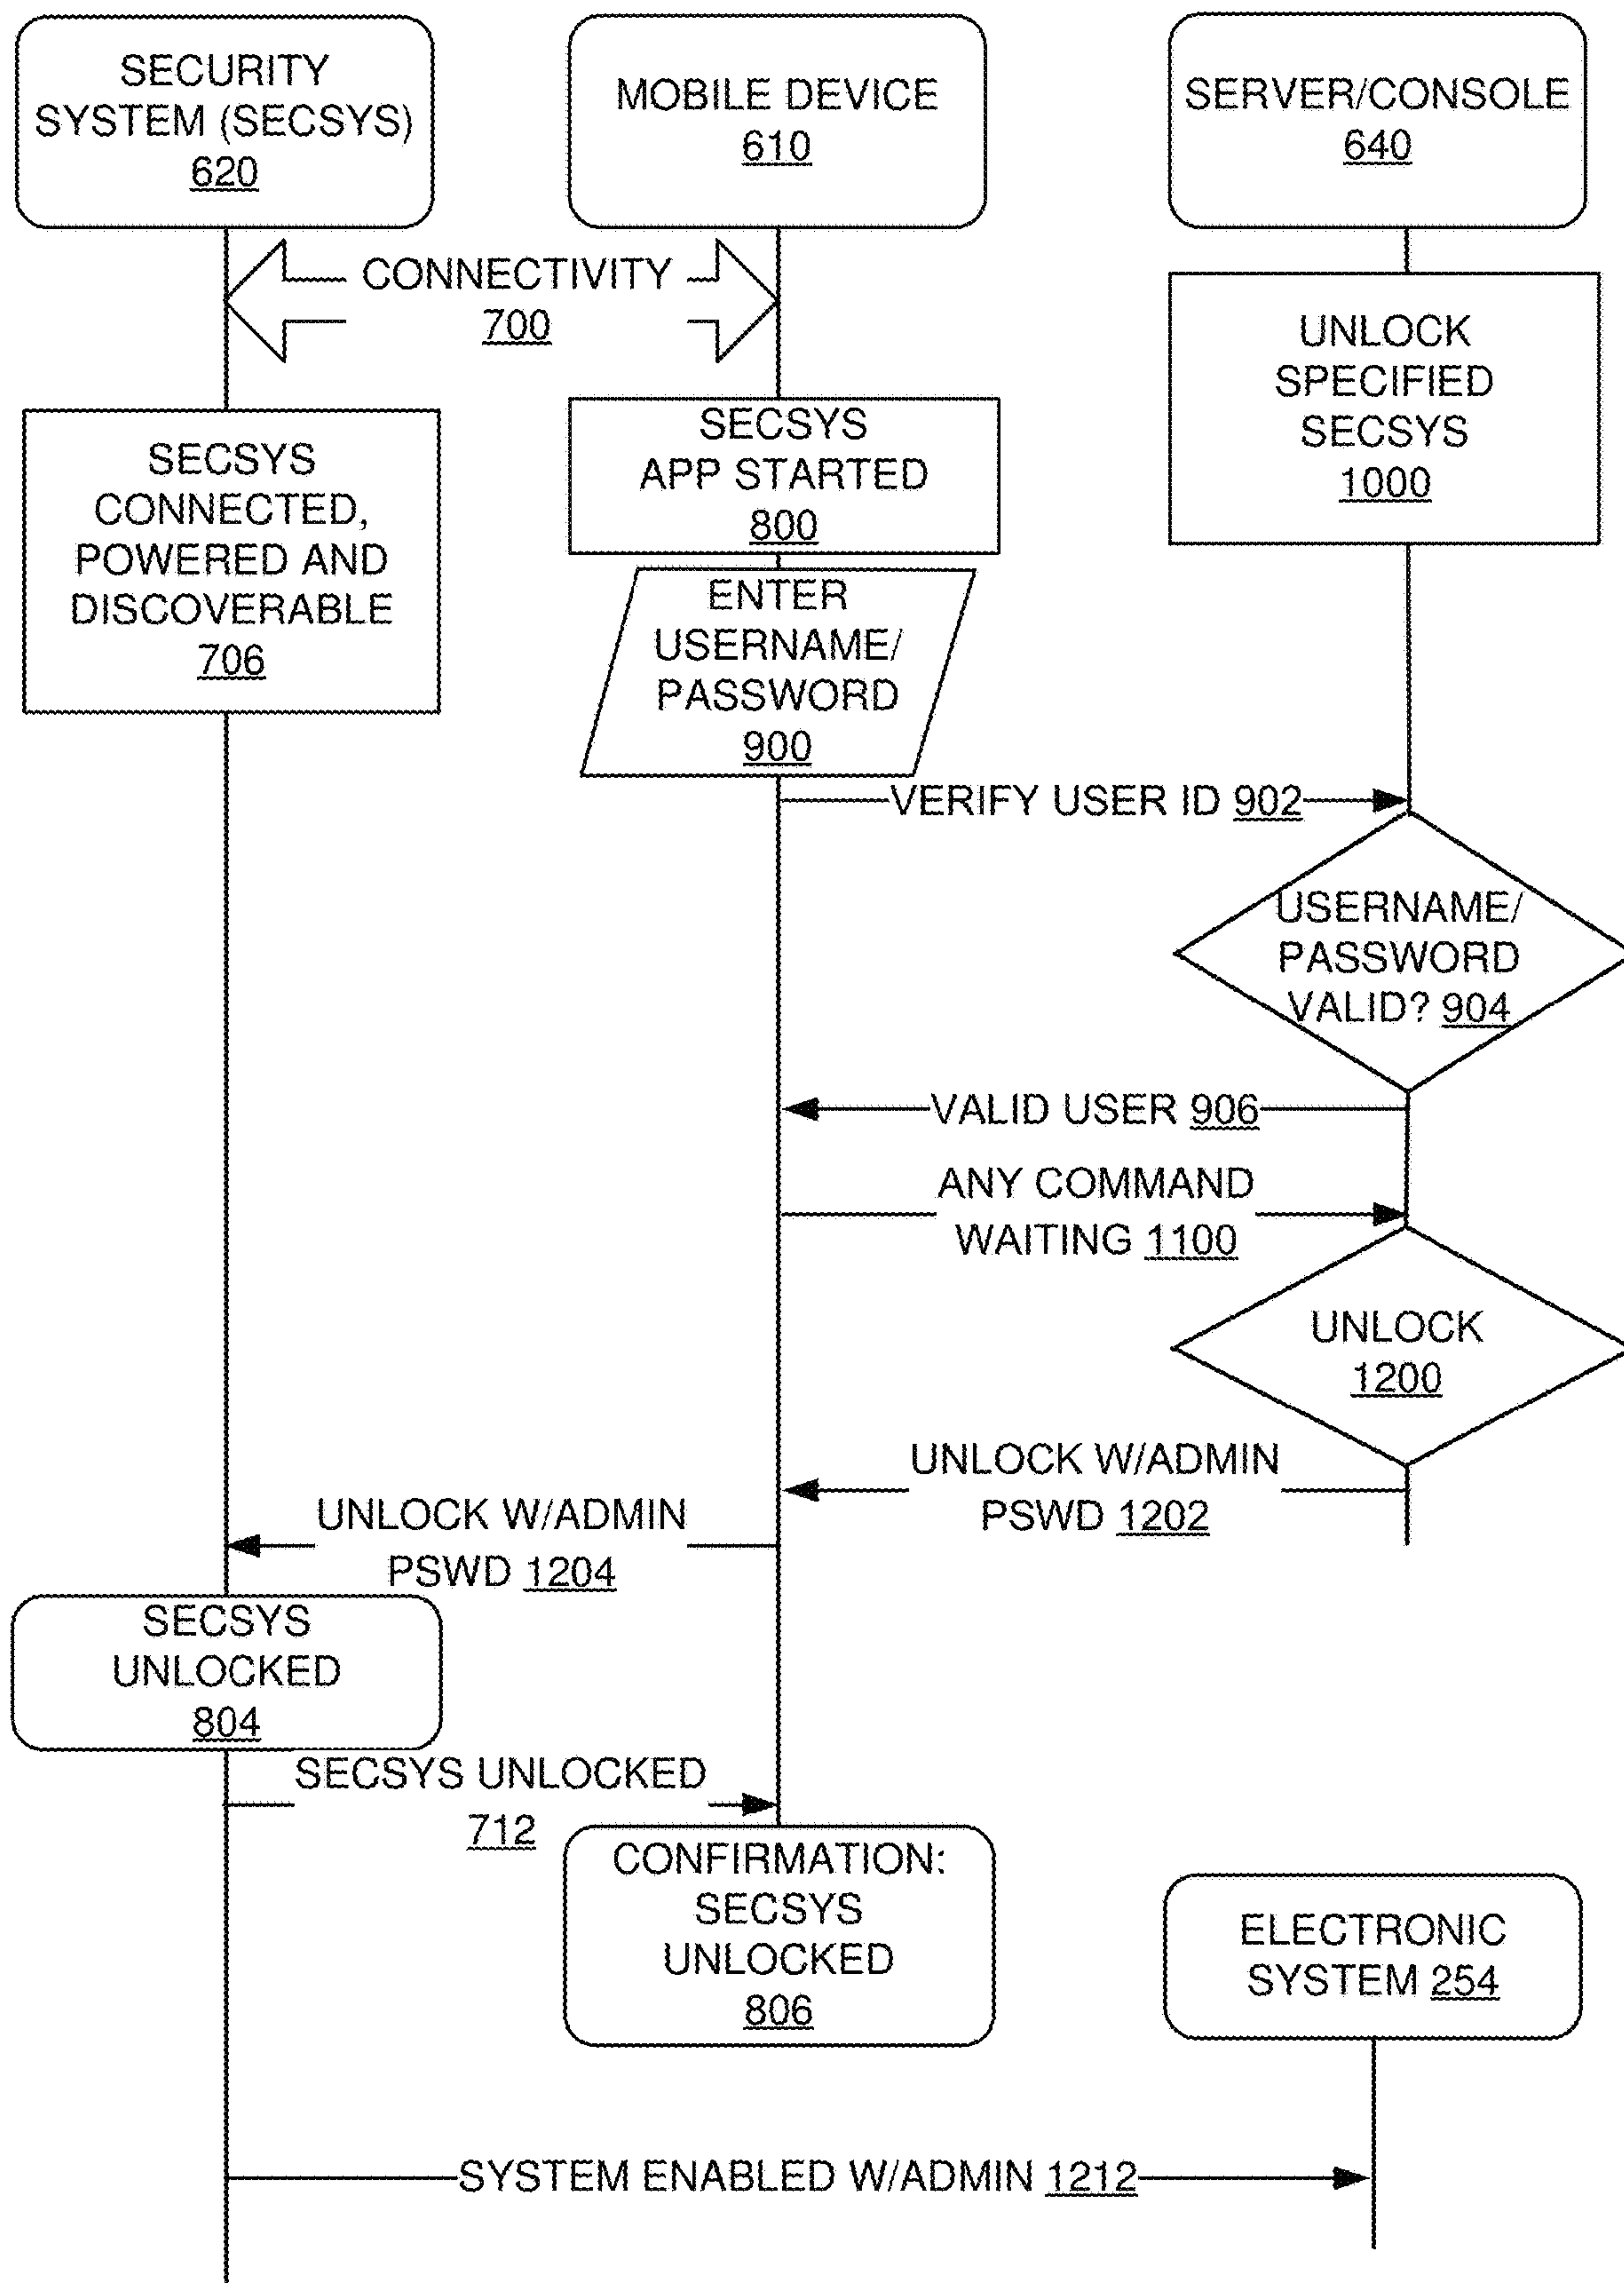 SECURITY
SYSTEM (SECSYS)
620
MOBILE DEVICE
610
SERVER/CONSOLE
640
CONNECTIVITY
700
UNLOCK
SPECIFIED
SECSYS
1000
SECSYS
CONNECTED,
POWERED AND
DISCOVERABLE
706
SECSYS
APP STARTED
800
ENTER
USERNAME/
PASSWORD
900
VERIFY USER ID 902
USERNAME/
PASSWORD
VALID? 904
VALID USER 906
ANY COMMAND
WAITING 1100
UNLOCK
1200
UNLOCK W/ADMIN
PSWD 1202
UNLOCK W/ADMIN
PSWD 1204
SECSYS
UNLOCKED
804
SECSYS UNLOCKED
712
CONFIRMATION:
SECSYS
UNLOCKED
806
ELECTRONIC
SYSTEM 254
SYSTEM ENABLED W/ADMIN 1212